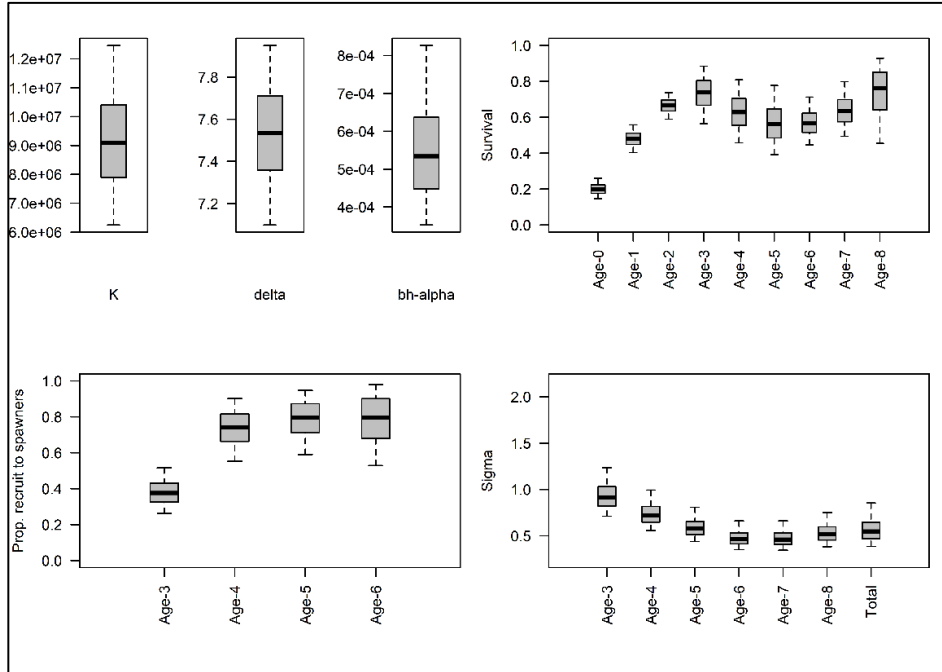 1.2e+07
1.1e+07
1.0e+07
9.0e+06
8.0e+06
7.0e+06
6.0e+06
K
7.8
7.6
7.4
7.2
delta
8e-04
7e-04
6e-04
5e-04
4e-04
bh-alpha
Survival
1.0
0.8
0.6
0.4
0.2
0.0
Age-0
Age-1
Age-2
Age-3
Age-4
Age-5
Age-6
Age-7
Age-8
Prop. recruit to spawners
1.0
0.8
0.6
0.4
0.2
0.0
Age-3
Age-4
Age-5
Age-6
Sigma
2.0
1.5
1.0
0.5
Age-3
Age-4
Age-5
Age-6
Age-7
Age-8
Total